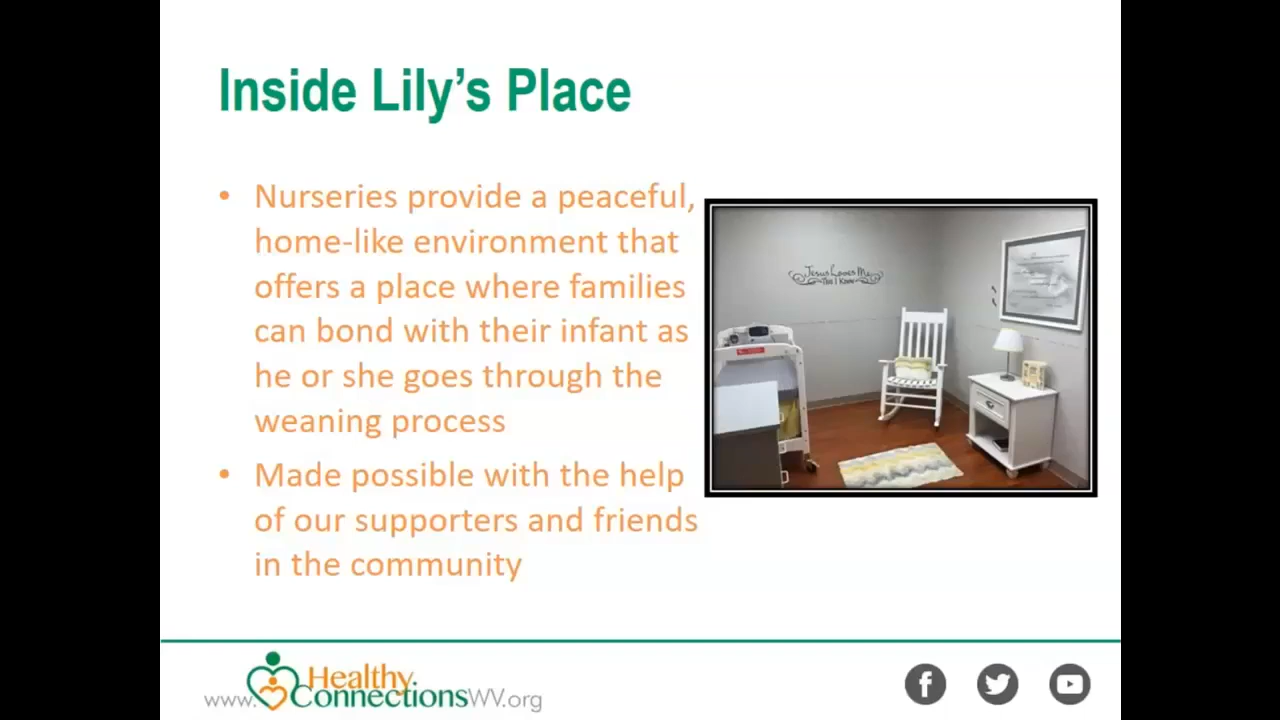 Inside Lily's Place
• Nurseries provide a peaceful,
home-like environment that
offers a place where families
can bond with their infant as
he or she goes through the
weaning process
• Made possible with the help
of our supporters and friends
in the community
Jesus Loves Me
This I Know
www.HealthyConnectionsWV.org